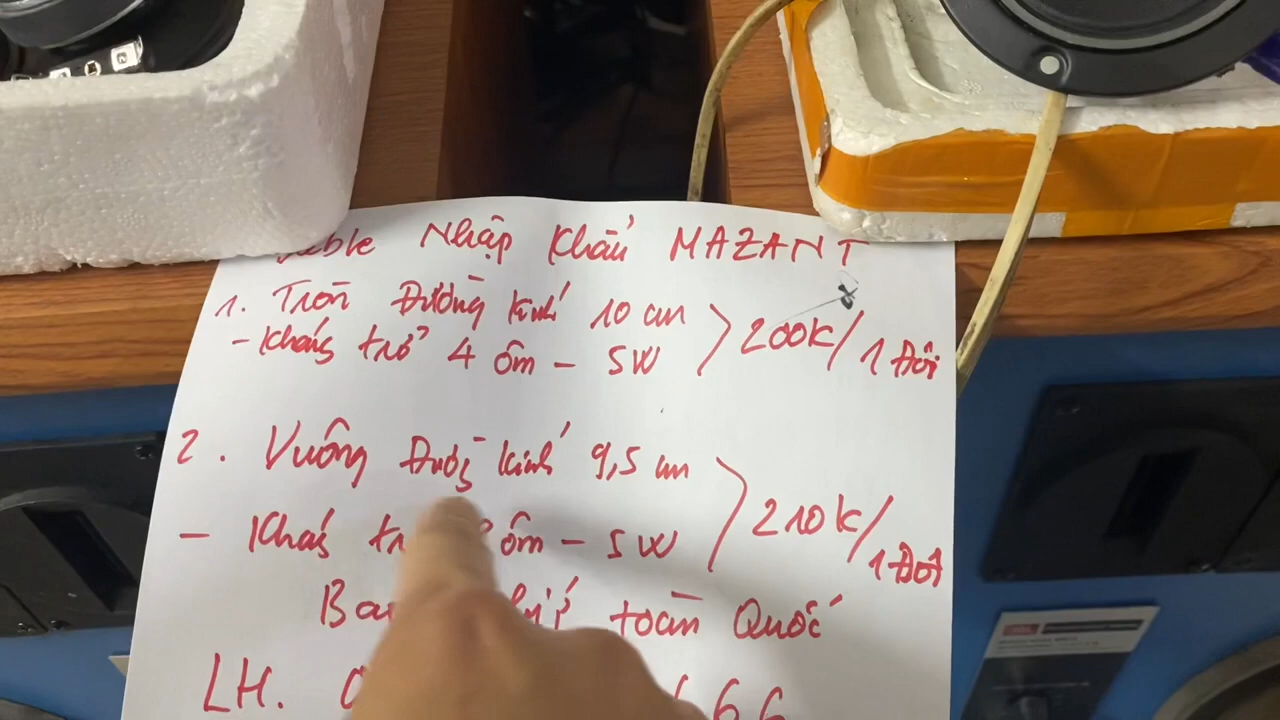 Nhập Khẩu MAZANT
1. Tròn Đường kính 10 cm
- Kháng trở 4 ôm - 5W
200K/1 Đôi
2. Vuông Đường kính 9,5 cm
- Kháng ôm - 5W
210K/1 Đôi
toàn Quốc
LH.
66